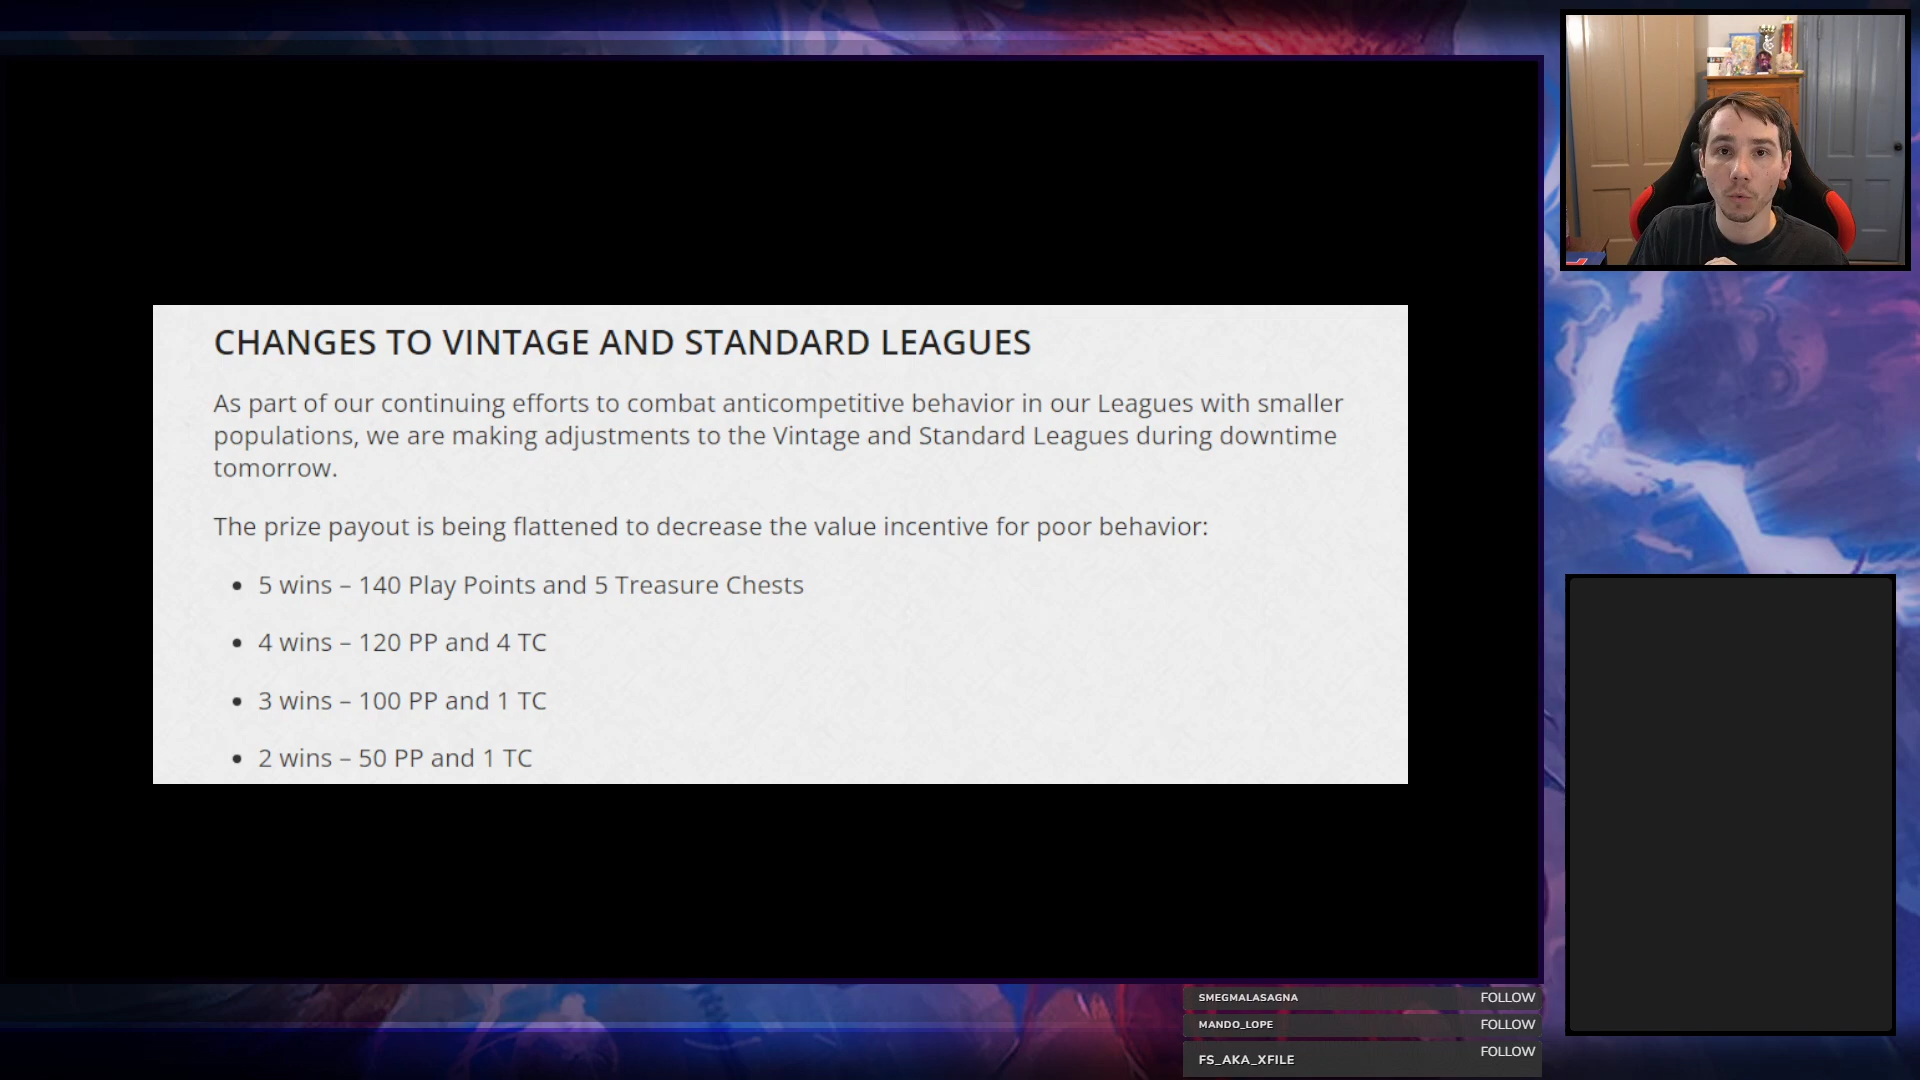 CHANGES TO VINTAGE AND STANDARD LEAGUES
As part of our continuing efforts to combat anticompetitive behavior in our Leagues with smaller
populations, we are making adjustments to the Vintage and Standard Leagues during downtime
tomorrow.
The prize payout is being flattened to decrease the value incentive for poor behavior:
• 5 wins – 140 Play Points and 5 Treasure Chests
• 4 wins – 120 PP and 4 TC
• 3 wins – 100 PP and 1 TC
• 2 wins – 50 PP and 1 TC
SMEGMALASAGNA FOLLOW
MANDO_LOPE FOLLOW
FS_AKA_XFILE FOLLOW